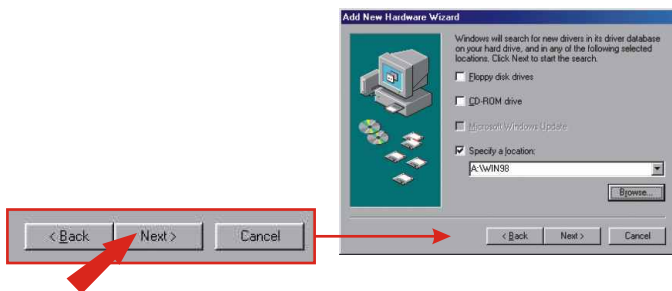 Add New Hardware Wizard
Windows will search for new drivers in its driver database
on your hard drive, and in any of the following selected
locations. Click Next to start the search.
Floppy disk drives
CD-ROM drive
Microsoft Windows Update
Specify a location:
A:\WIN98
Browse...
< Back Next > Cancel
< Back Next > Cancel